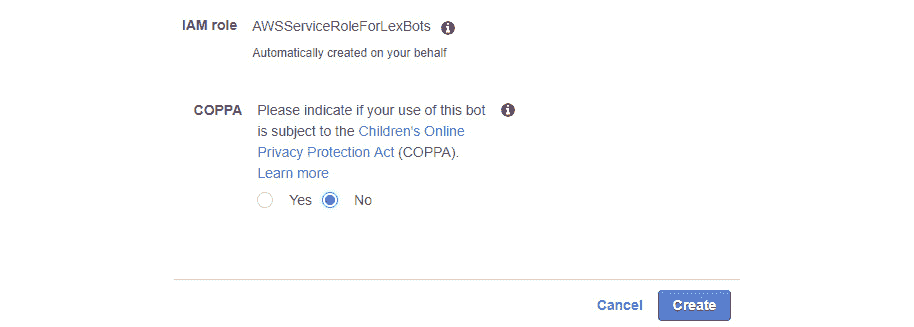 IAM role AWSServiceRoleForLexBots
Automatically created on your behalf
COPPA Please indicate if your use of this bot
is subject to the Children's Online
Privacy Protection Act (COPPA).
Learn more
Yes No
Cancel Create